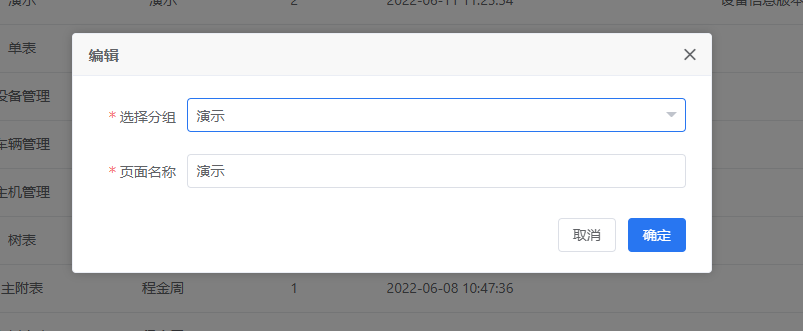 演示 演示 2 2022-06-11 11:25:54 设备信息版本
单表
编辑
设备管理
* 选择分组 演示
车辆管理
* 页面名称 演示
主机管理
树表
取消 确定
主附表 程金周 1 2022-06-08 10:47:36